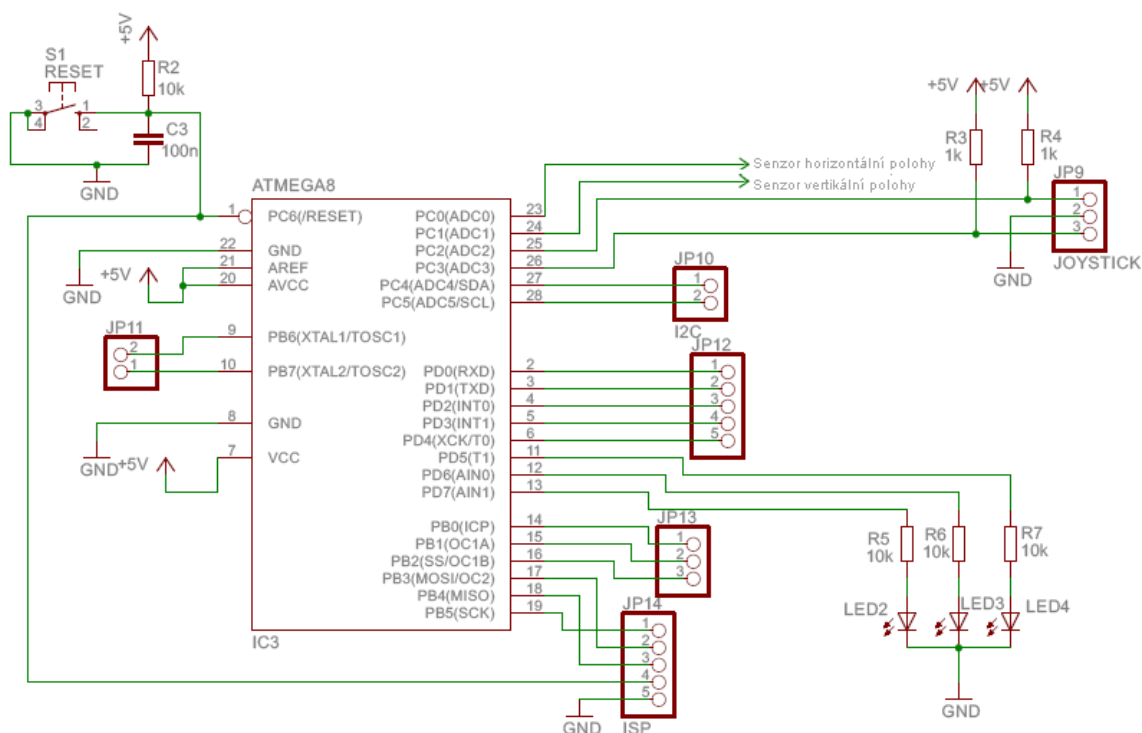 +5V
S1
RESET
R2
10k
3
1
4
2
C3
100n
GND
+5V
+5V
R3
1k
R4
1k
JP9
1
2
3
JOYSTICK
GND
Senzor horizontální polohy
Senzor vertikální polohy
ATMEGA8
1 PC6(/RESET)
22 GND
21 AREF
20 AVCC
9 PB6(XTAL1/TOSC1)
10 PB7(XTAL2/TOSC2)
8 GND
7 VCC
PC0(ADC0) 23
PC1(ADC1) 24
PC2(ADC2) 25
PC3(ADC3) 26
PC4(ADC4/SDA) 27
PC5(ADC5/SCL) 28
PD0(RXD) 2
PD1(TXD) 3
PD2(INT0) 4
PD3(INT1) 5
PD4(XCK/T0) 6
PD5(T1) 11
PD6(AIN0) 12
PD7(AIN1) 13
PB0(ICP) 14
PB1(OC1A) 15
PB2(SS/OC1B) 16
PB3(MOSI/OC2) 17
PB4(MISO) 18
PB5(SCK) 19
IC3
GND
+5V
JP11
2
1
GND
+5V
JP10
1
2
I2C
JP12
1
2
3
4
5
JP13
1
2
3
JP14
1
2
3
4
5
ISP
GND
R5
10k
R6
10k
R7
10k
LED2
LED3
LED4
GND